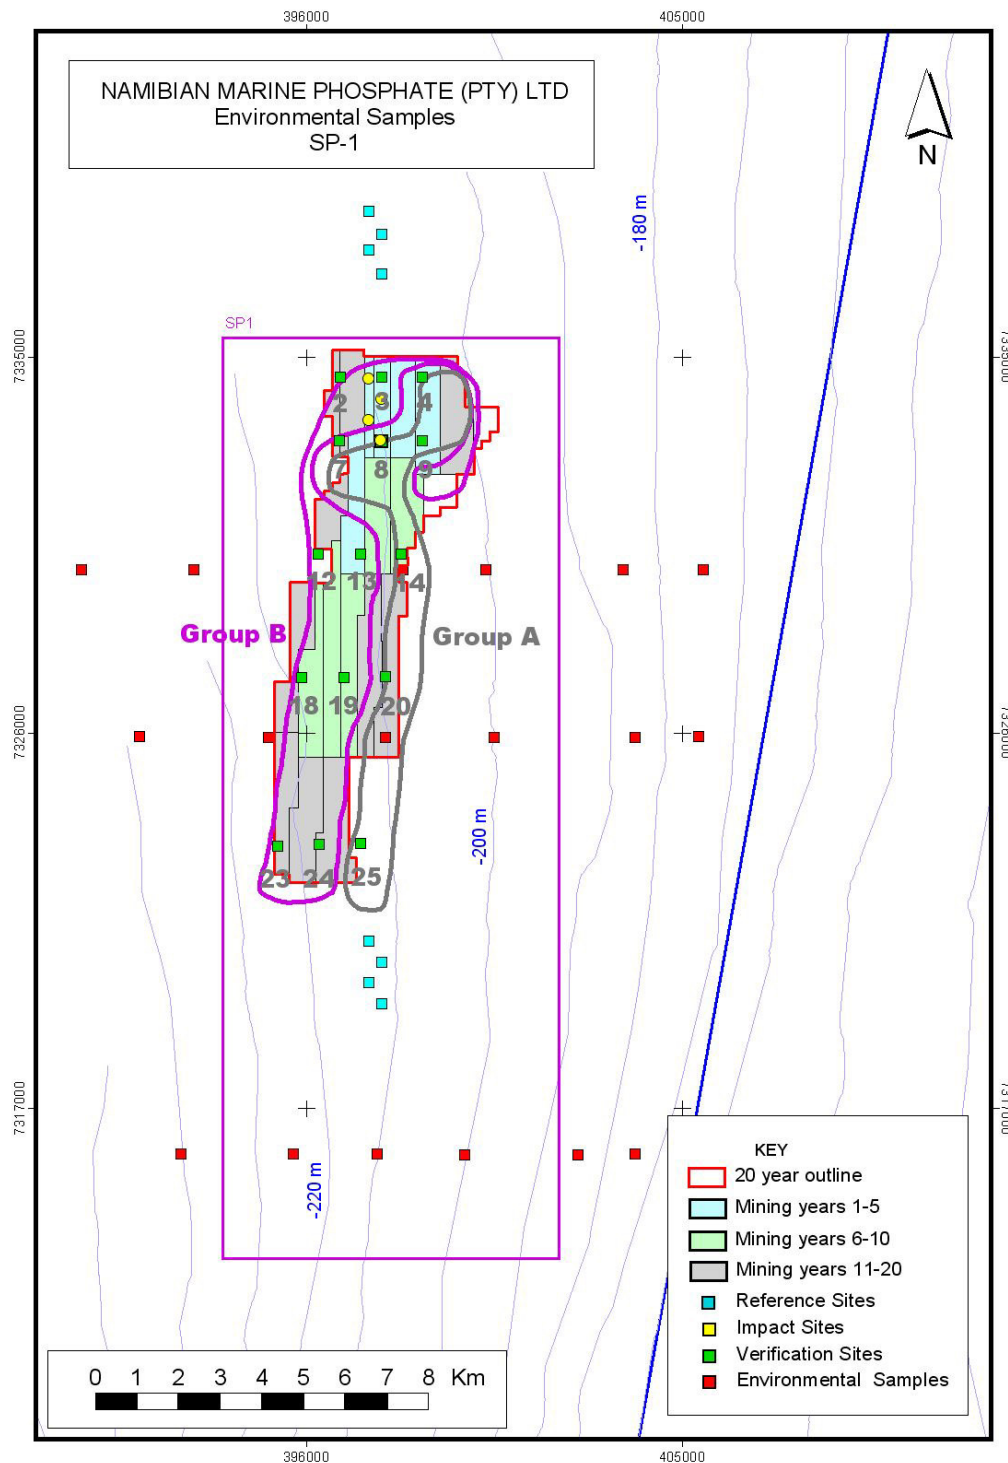 396000
405000
NAMIBIAN MARINE PHOSPHATE (PTY) LTD
Environmental Samples
SP-1
N
-180 m
SP1
7335000
7335000
2
3
4
7
8
9
12
13
14
Group B
Group A
18
19
20
7326000
7326000
-200 m
23
24
25
7317000
7317000
-220 m
KEY
20 year outline
Mining years 1-5
Mining years 6-10
Mining years 11-20
Reference Sites
Impact Sites
Verification Sites
Environmental Samples
0 1 2 3 4 5 6 7 8 Km
396000
405000